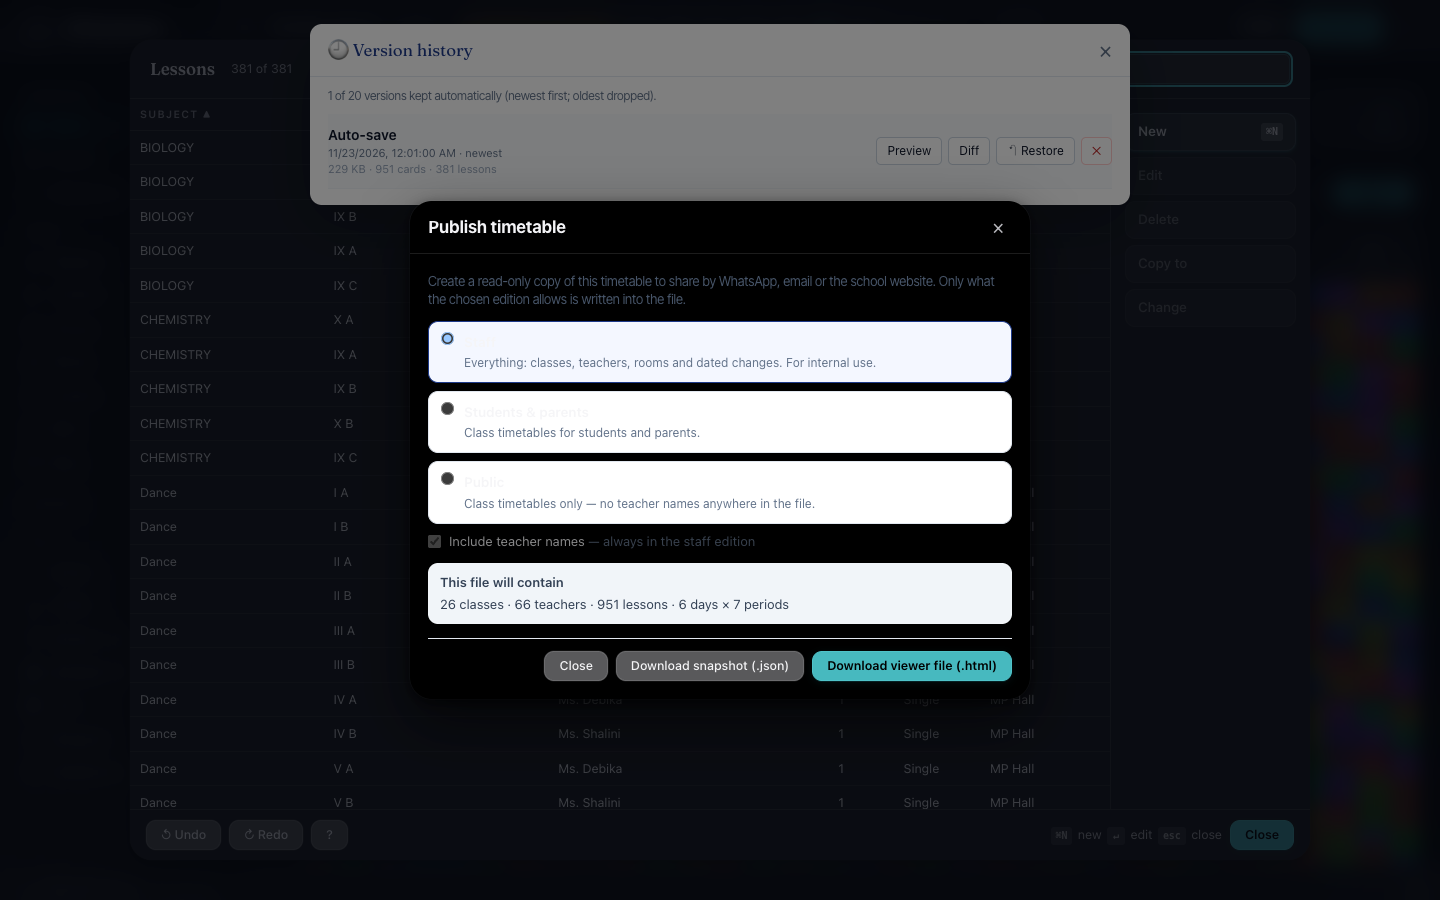 Version history
×
Lessons 381 of 381
1 of 20 versions kept automatically (newest first; oldest dropped).
SUBJECT ▲
Auto-save
11/23/2026, 12:01:00 AM · newest
229 KB · 951 cards · 381 lessons
Preview
Diff
Restore
×
New ⌘N
Edit
Delete
Copy to
Change
BIOLOGY
BIOLOGY
BIOLOGY IX B
BIOLOGY IX A
BIOLOGY IX C
CHEMISTRY X A
CHEMISTRY IX A
CHEMISTRY IX B
CHEMISTRY X B
CHEMISTRY IX C
Dance I A
Dance I B
Dance II A
Dance II B
Dance III A
Dance III B
Dance IV A Ms. Debika 1 Single MP Hall
Dance IV B Ms. Shalini 1 Single MP Hall
Dance V A Ms. Debika 1 Single MP Hall
Dance V B Ms. Shalini 1 Single MP Hall
Publish timetable
×
Create a read-only copy of this timetable to share by WhatsApp, email or the school website. Only what
the chosen edition allows is written into the file.
Everything: classes, teachers, rooms and dated changes. For internal use.
Students & parents
Class timetables for students and parents.
Public
Class timetables only — no teacher names anywhere in the file.
Include teacher names — always in the staff edition
This file will contain
26 classes · 66 teachers · 951 lessons · 6 days × 7 periods
Close
Download snapshot (.json)
Download viewer file (.html)
Undo
Redo
?
⌘N new ↵ edit esc close
Close